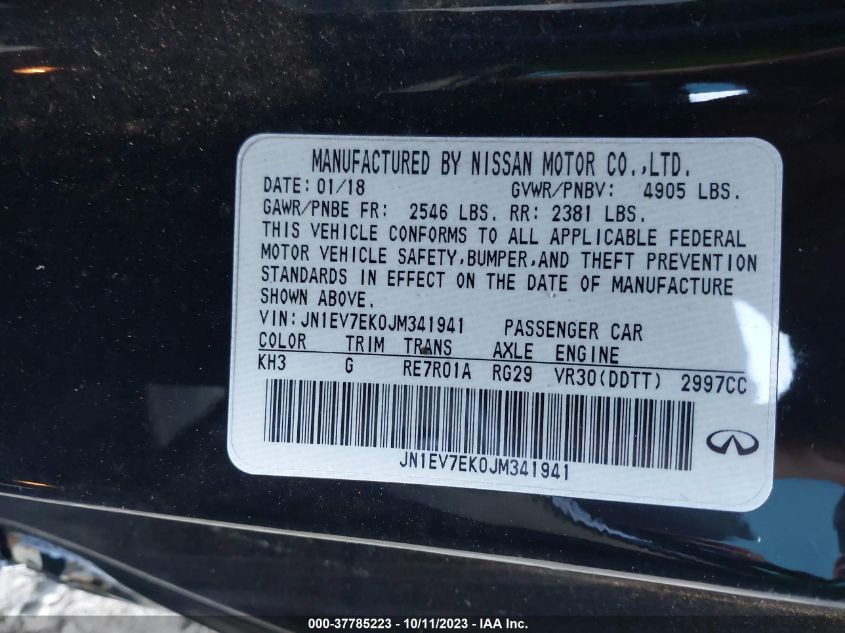 MANUFACTURED BY NISSAN MOTOR CO.,LTD.
DATE: 01/18 GVWR/PNBV: 4905 LBS.
GAWR/PNBE FR: 2546 LBS. RR: 2381 LBS.
THIS VEHICLE CONFORMS TO ALL APPLICABLE FEDERAL
MOTOR VEHICLE SAFETY,BUMPER,AND THEFT PREVENTION
STANDARDS IN EFFECT ON THE DATE OF MANUFACTURE
SHOWN ABOVE.
VIN:JN1EV7EK0JM341941 PASSENGER CAR
COLOR TRIM TRANS AXLE ENGINE
KH3 G RE7R01A RG29 VR30(DDTT) 2997CC
JN1EV7EK0JM341941
000-37785223 - 10/11/2023 - IAA Inc.